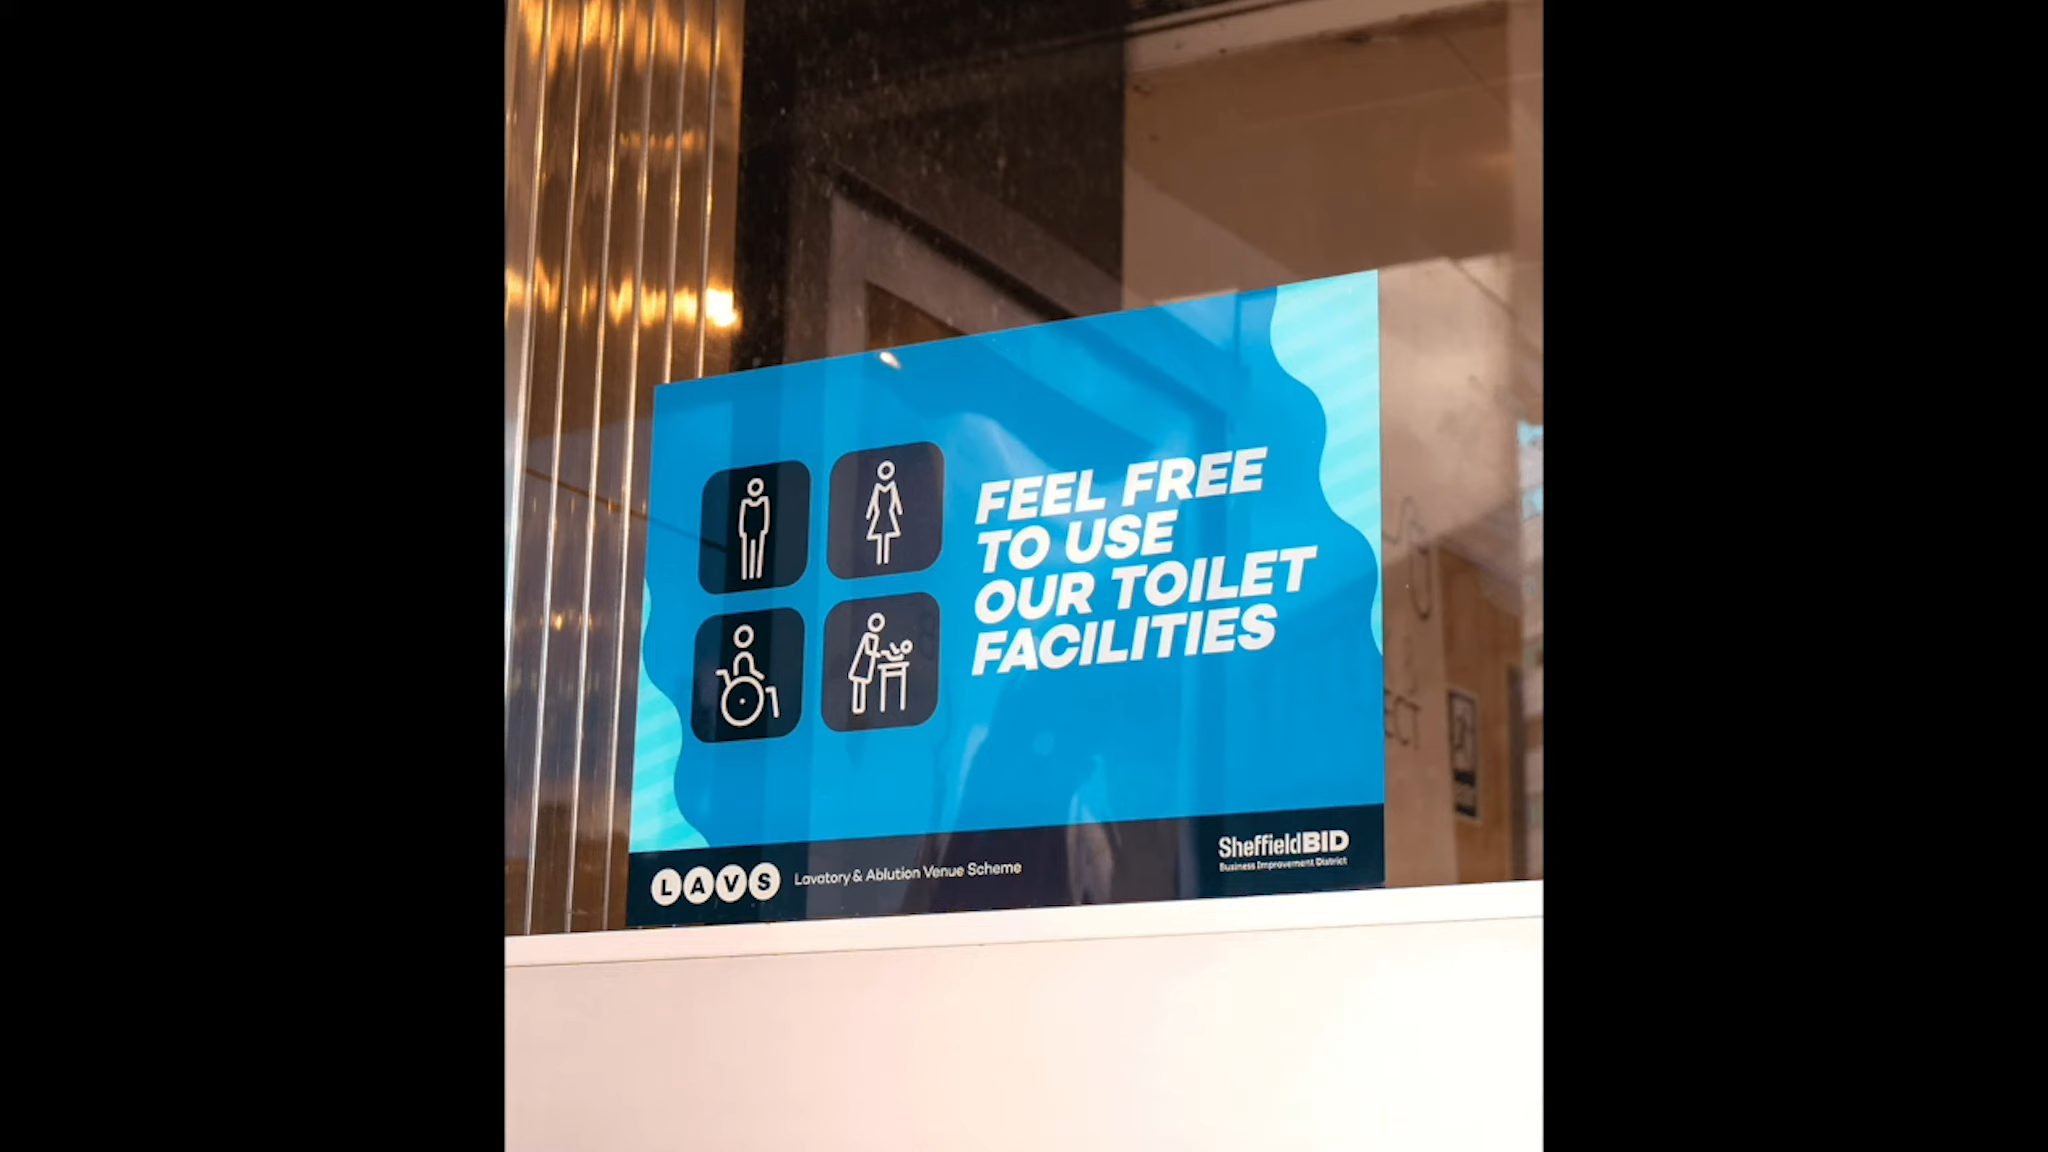 FEEL FREE
TO USE
OUR TOILET
FACILITIES
LAVS Lavatory & Ablution Venue Scheme
SheffieldBID
Business Improvement District